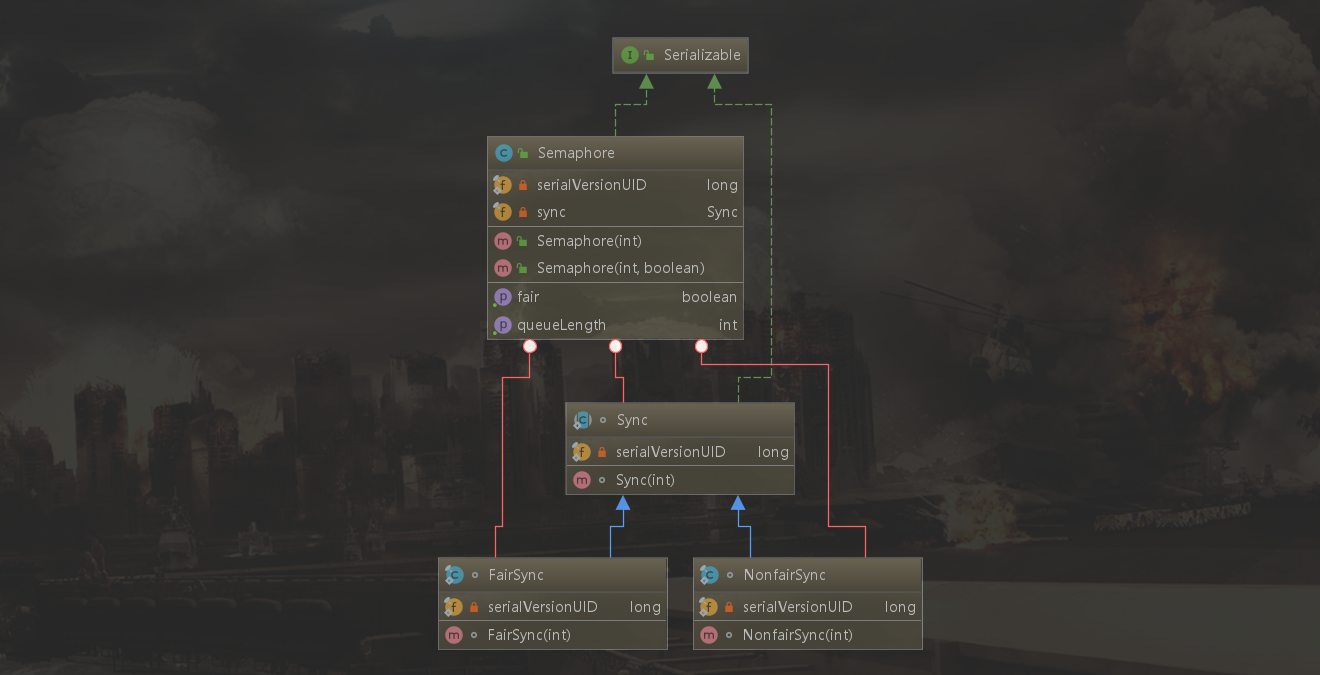 I Serializable
C Semaphore
f serialVersionUID long
f sync Sync
m Semaphore(int)
m Semaphore(int, boolean)
p fair boolean
p queueLength int
C Sync
f serialVersionUID long
m Sync(int)
C FairSync
f serialVersionUID long
m FairSync(int)
C NonfairSync
f serialVersionUID long
m NonfairSync(int)